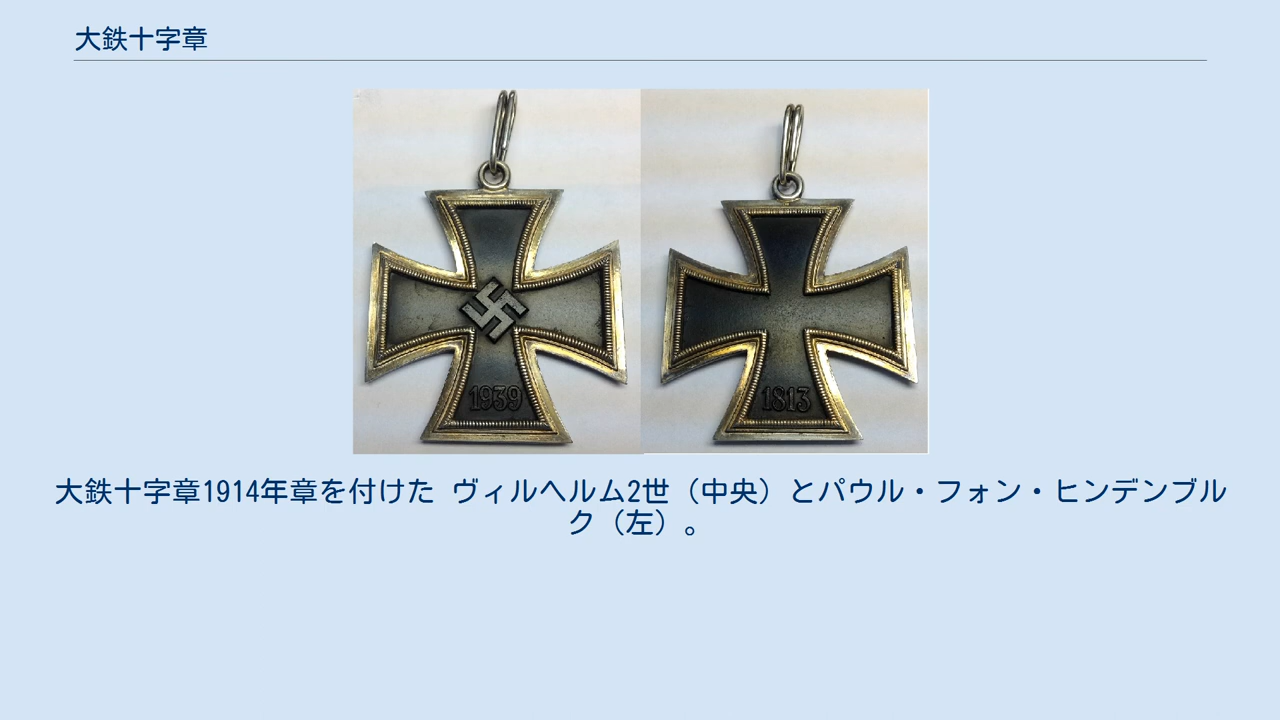 大鉄十字章
1939
1813
大鉄十字章1914年章を付けた ヴィルヘルム2世（中央）とパウル・フォン・ヒンデンブル
ク（左）。